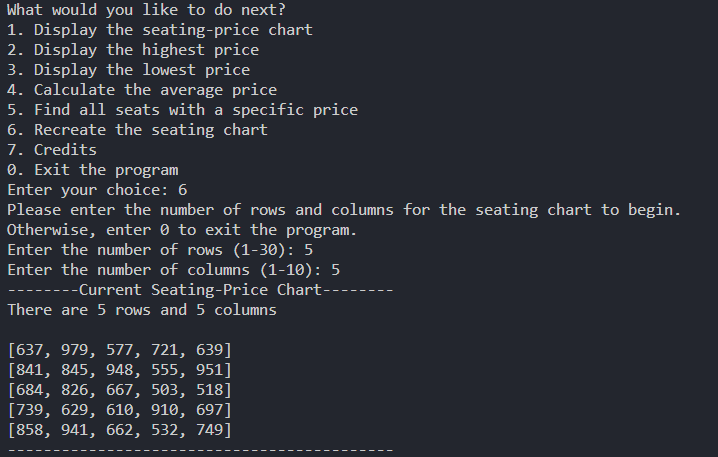 What would you like to do next?
1. Display the seating-price chart
2. Display the highest price
3. Display the lowest price
4. Calculate the average price
5. Find all seats with a specific price
6. Recreate the seating chart
7. Credits
0. Exit the program
Enter your choice: 6
Please enter the number of rows and columns for the seating chart to begin.
Otherwise, enter 0 to exit the program.
Enter the number of rows (1-30): 5
Enter the number of columns (1-10): 5
--------Current Seating-Price Chart--------
There are 5 rows and 5 columns

[637, 979, 577, 721, 639]
[841, 845, 948, 555, 951]
[684, 826, 667, 503, 518]
[739, 629, 610, 910, 697]
[858, 941, 662, 532, 749]
-------------------------------------------